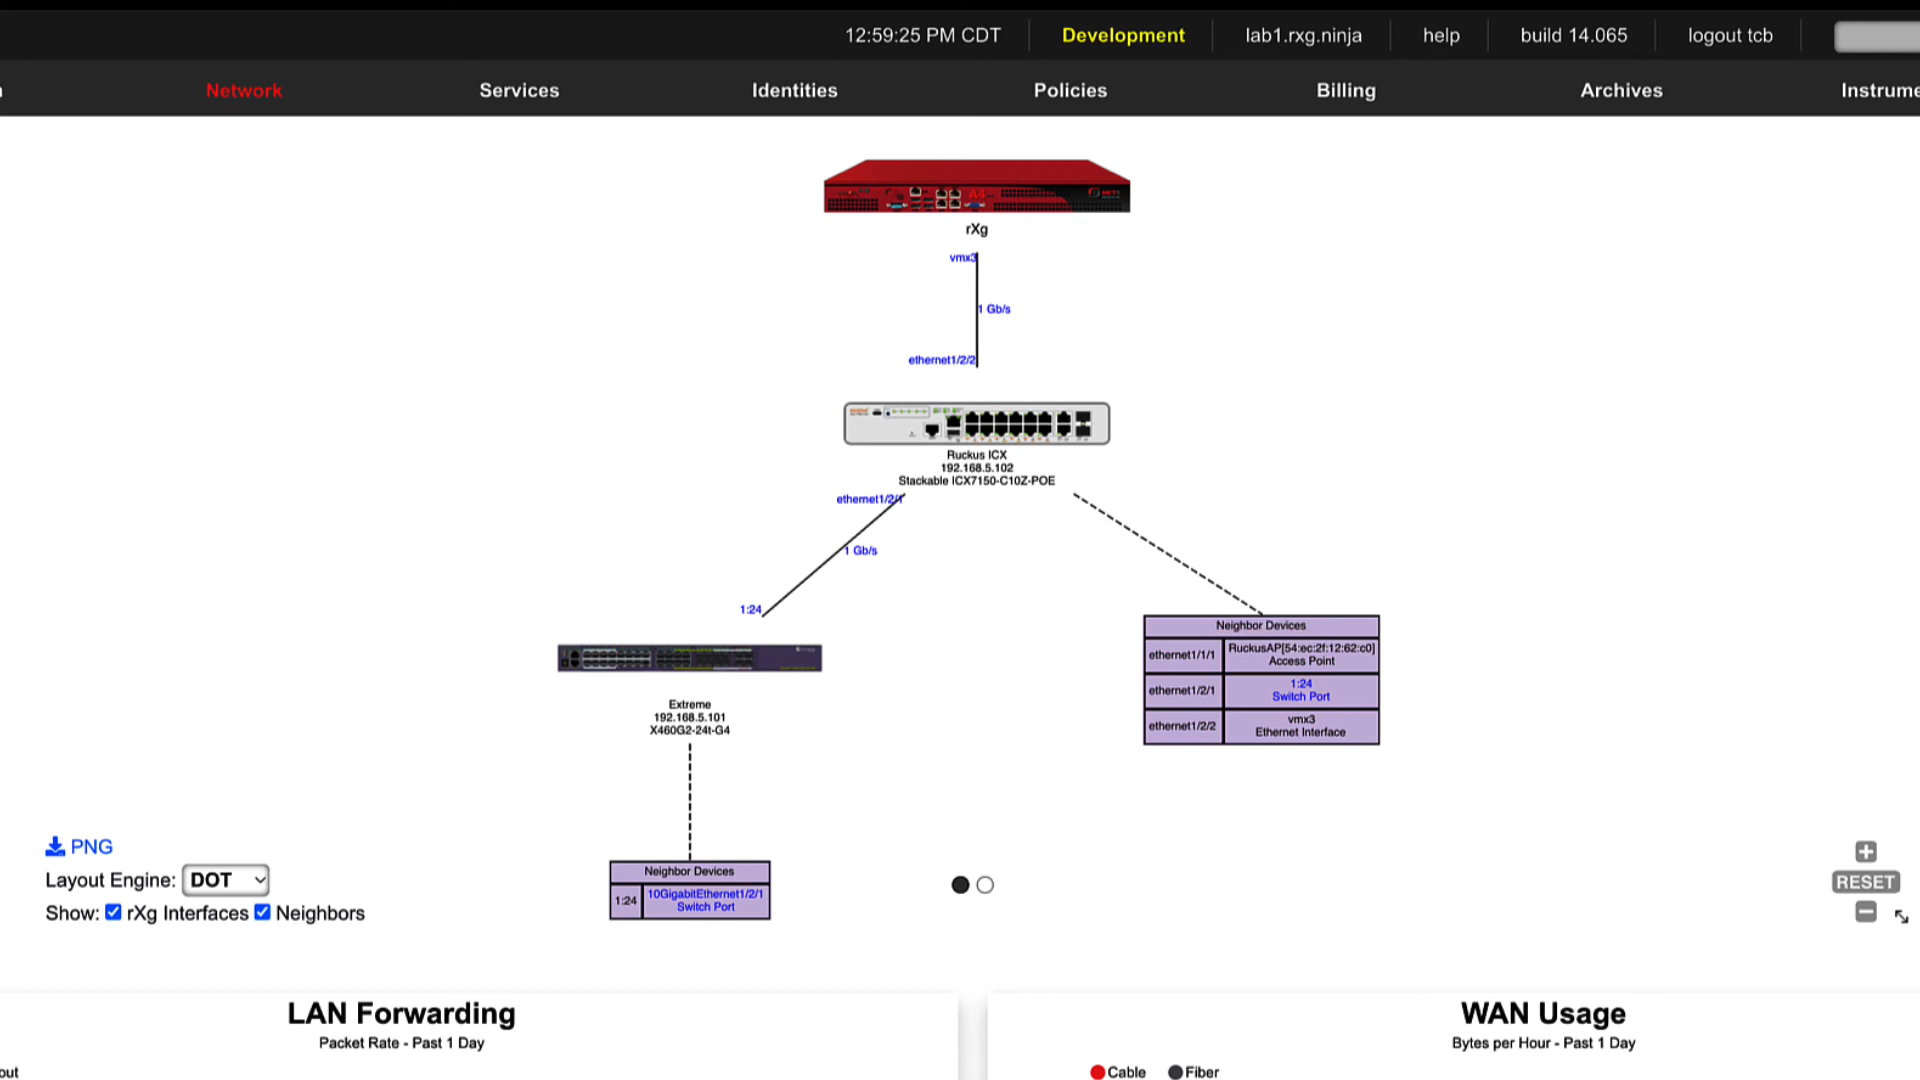 12:59:25 PM CDT
Development
lab1.rxg.ninja
help
build 14.065
logout tcb
Network
Services
Identities
Policies
Billing
Archives
Instrume
rXg
vmx3
1 Gb/s
ethernet1/2/2
Ruckus ICX
192.168.5.102
Stackable ICX7150-C10Z-POE
ethernet1/2/1
1 Gb/s
1:24
Extreme
192.168.5.101
X460G2-24t-G4
Neighbor Devices
ethernet1/1/1
RuckusAP[54:ec:2f:12:62:c0]
Access Point
ethernet1/2/1
1:24
Switch Port
ethernet1/2/2
vmx3
Ethernet Interface
Neighbor Devices
1:24
10GigabitEthernet1/2/1
Switch Port
PNG
Layout Engine: DOT
Show: rXg Interfaces Neighbors
RESET
LAN Forwarding
Packet Rate - Past 1 Day
out
WAN Usage
Bytes per Hour - Past 1 Day
Cable
Fiber